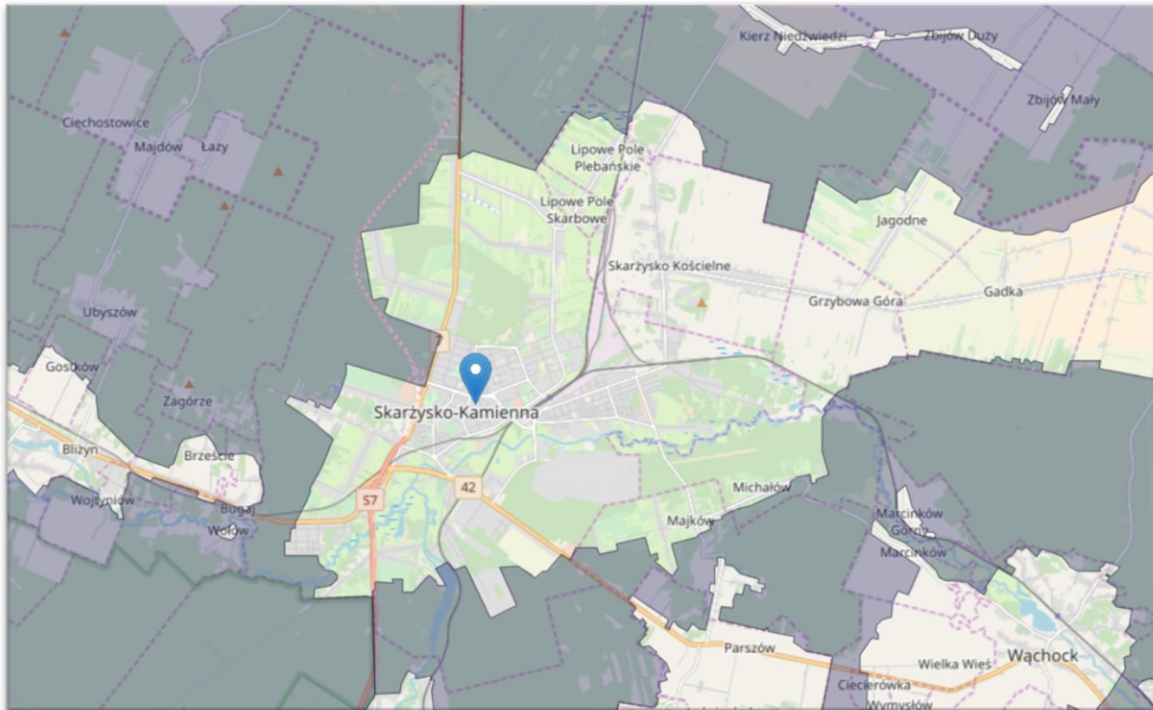 Kierz Niedźwiedzi
Zbijów Duży
Zbijów Mały
Ciechostowice
Majdów
Łazy
Lipowe Pole
Plebańskie
Lipowe Pole
Skarbowe
Jagodne
Skarżysko Kościelne
Grzybowa Góra
Gadka
Ubyszów
7
Gostków
Zagórze
Skarżysko-Kamienna
Bliżyn
Brzeście
Wojtyniów
Bugaj
Wołów
S7
42
Michałów
Majków
Marcinków
Górny
Marcinków
Parszów
Wielka Wieś
Wąchock
Ciecierówka
Wymysłów